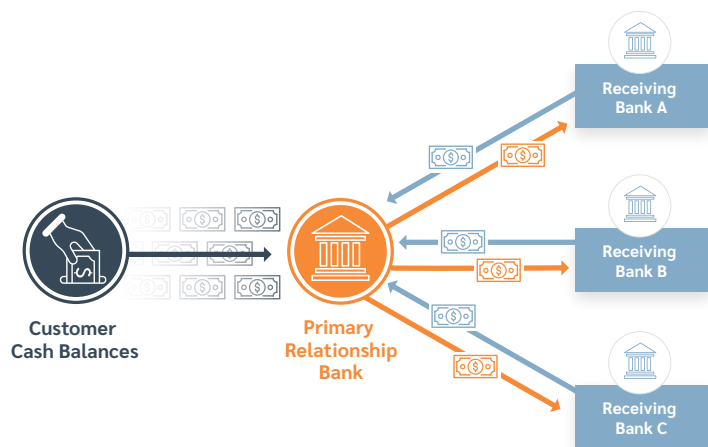 Receiving
Bank A
Receiving
Bank B
Customer
Cash Balances
Primary
Relationship
Bank
Receiving
Bank C